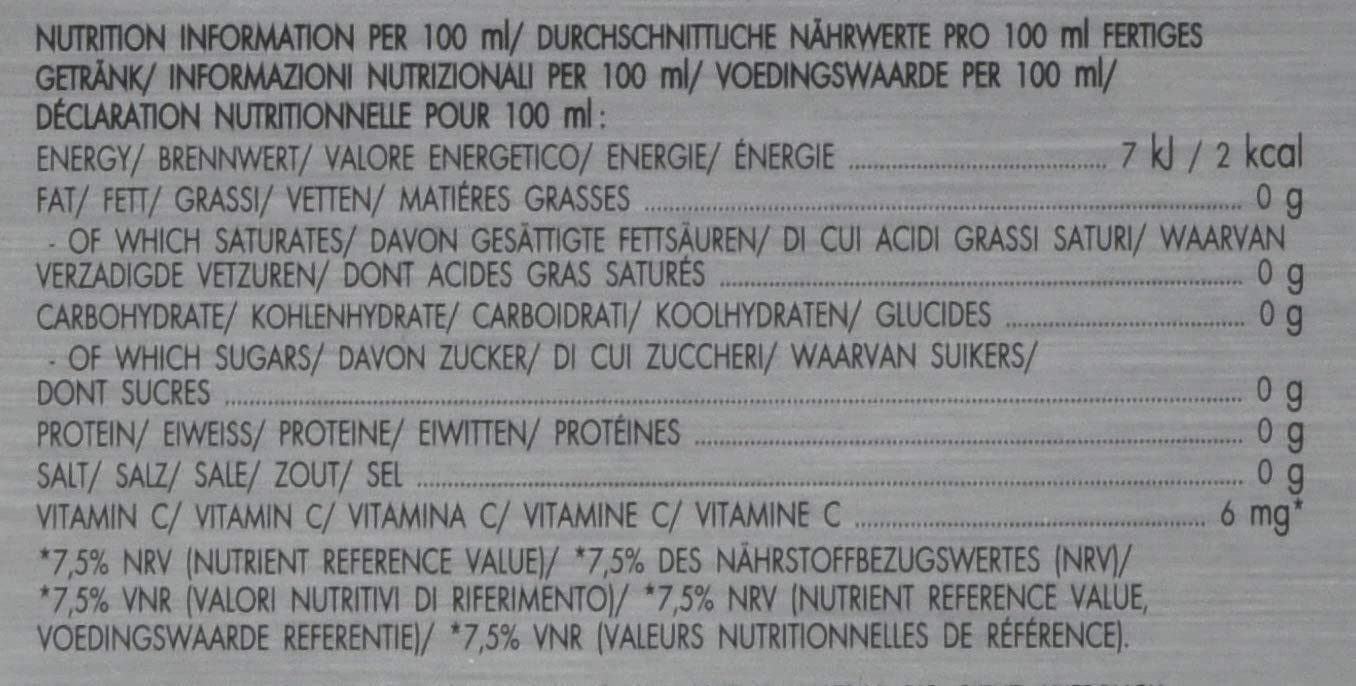 NUTRITION INFORMATION PER 100 ml/ DURCHSCHNITTLICHE NÄHRWERTE PRO 100 ml FERTIGES
GETRÄNK/ INFORMAZIONI NUTRIZIONALI PER 100 ml/ VOEDINGSWAARDE PER 100 ml/
DÉCLARATION NUTRITIONNELLE POUR 100 ml :
ENERGY/ BRENNWERT/ VALORE ENERGETICO/ ENERGIE/ ÉNERGIE ........ 7 kJ / 2 kcal
FAT/ FETT/ GRASSI/ VETTEN/ MATIÉRES GRASSES ........ 0 g
- OF WHICH SATURATES/ DAVON GESÄTTIGTE FETTSÄUREN/ DI CUI ACIDI GRASSI SATURI/ WAARVAN
VERZADIGDE VETZUREN/ DONT ACIDES GRAS SATURÉS ........ 0 g
CARBOHYDRATE/ KOHLENHYDRATE/ CARBOIDRATI/ KOOLHYDRATEN/ GLUCIDES ........ 0 g
- OF WHICH SUGARS/ DAVON ZUCKER/ DI CUI ZUCCHERI/ WAARVAN SUIKERS/
DONT SUCRES ........ 0 g
PROTEIN/ EIWEISS/ PROTEINE/ EIWITTEN/ PROTÉINES ........ 0 g
SALT/ SALZ/ SALE/ ZOUT/ SEL ........ 0 g
VITAMIN C/ VITAMIN C/ VITAMINA C/ VITAMINE C/ VITAMINE C ........ 6 mg*
*7,5% NRV (NUTRIENT REFERENCE VALUE)/ *7,5% DES NÄHRSTOFFBEZUGSWERTES (NRV)/
*7,5% VNR (VALORI NUTRITIVI DI RIFERIMENTO)/ *7,5% NRV (NUTRIENT REFERENCE VALUE,
VOEDINGSWAARDE REFERENTIE)/ *7,5% VNR (VALEURS NUTRITIONNELLES DE RÉFÉRENCE).